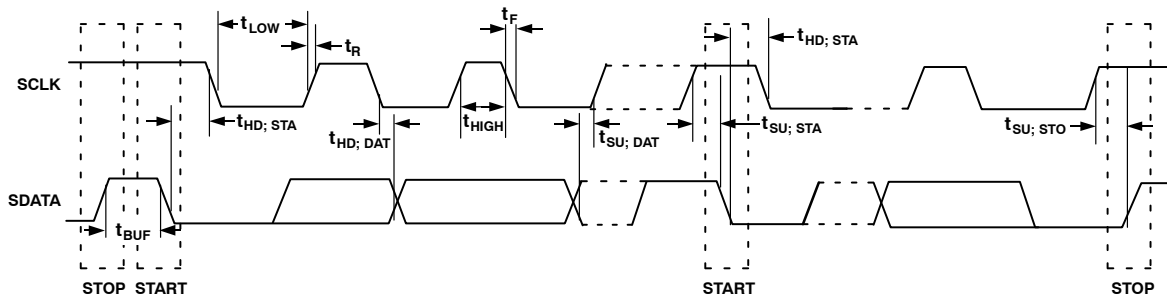 tLOW
tR
tF
tHD; STA
SCLK
tHD; STA
tHD; DAT
tHIGH
tSU; DAT
tSU; STA
tSU; STO
SDATA
tBUF
STOP START
START
STOP